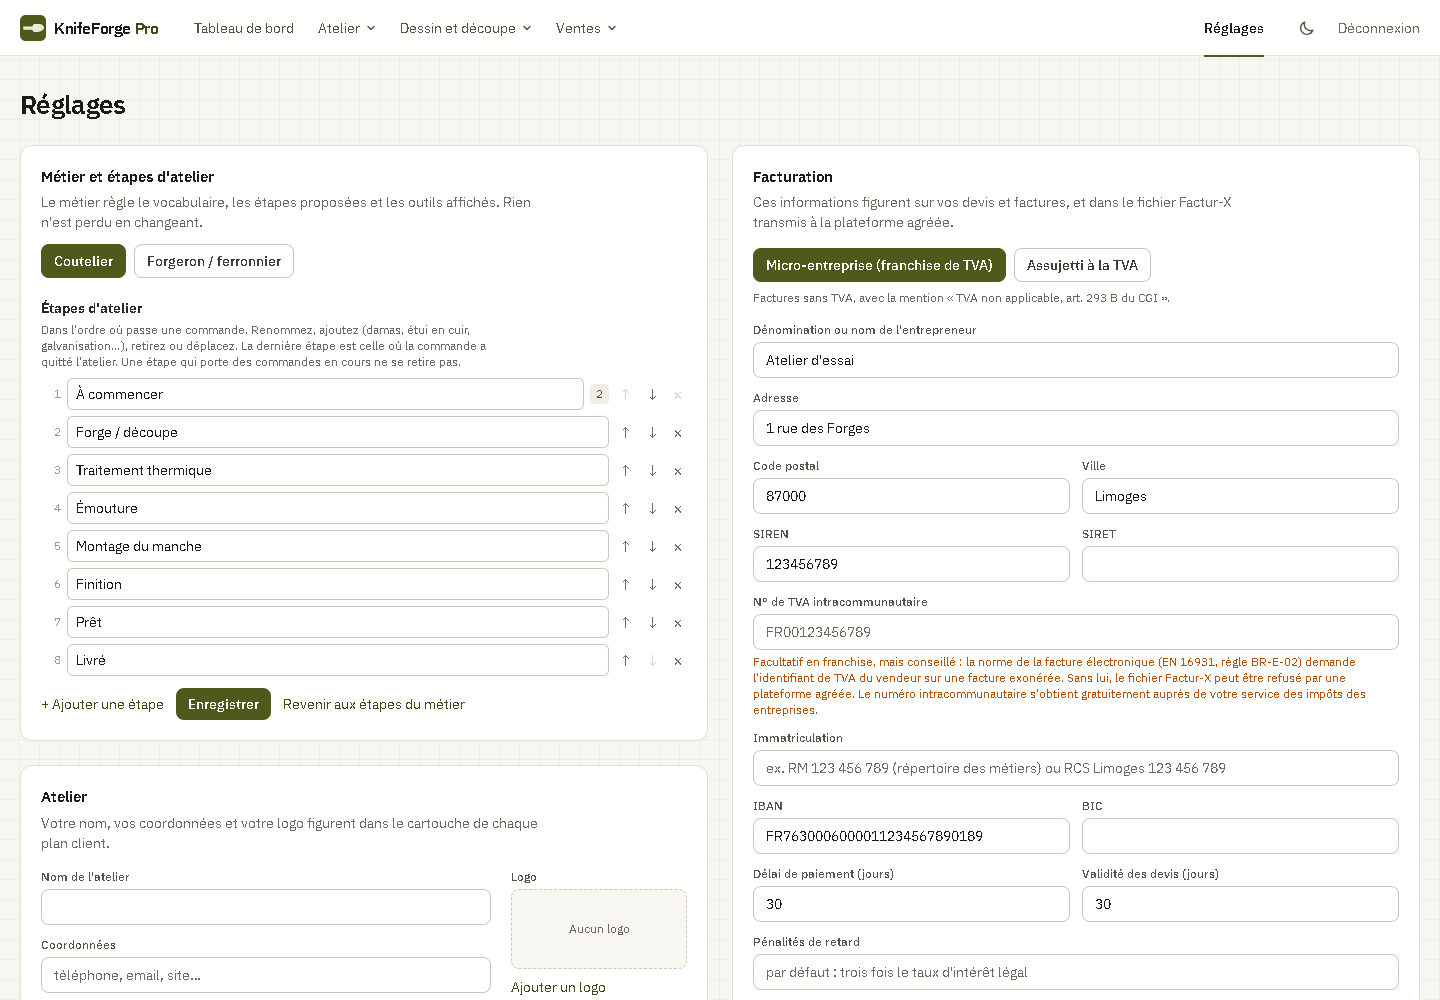 KnifeForge Pro
Tableau de bord
Atelier
Dessin et découpe
Ventes
Réglages
Déconnexion
Réglages
Métier et étapes d'atelier
Le métier règle le vocabulaire, les étapes proposées et les outils affichés. Rien
n'est perdu en changeant.
Coutelier
Forgeron / ferronnier
Étapes d'atelier
Dans l'ordre où passe une commande. Renommez, ajoutez (damas, étui en cuir,
galvanisation…), retirez ou déplacez. La dernière étape est celle où la commande a
quitté l'atelier. Une étape qui porte des commandes en cours ne se retire pas.
1 À commencer 2 ↑ ↓ ×
2 Forge / découpe ↑ ↓ ×
3 Traitement thermique ↑ ↓ ×
4 Émouture ↑ ↓ ×
5 Montage du manche ↑ ↓ ×
6 Finition ↑ ↓ ×
7 Prêt ↑ ↓ ×
8 Livré ↑ ↓ ×
+ Ajouter une étape
Enregistrer
Revenir aux étapes du métier
Atelier
Votre nom, vos coordonnées et votre logo figurent dans le cartouche de chaque
plan client.
Nom de l'atelier
Coordonnées
téléphone, email, site…
Logo
Aucun logo
Ajouter un logo
Facturation
Ces informations figurent sur vos devis et factures, et dans le fichier Factur-X
transmis à la plateforme agréée.
Micro-entreprise (franchise de TVA)
Assujetti à la TVA
Factures sans TVA, avec la mention « TVA non applicable, art. 293 B du CGI ».
Dénomination ou nom de l'entrepreneur
Atelier d'essai
Adresse
1 rue des Forges
Code postal
87000
Ville
Limoges
SIREN
123456789
SIRET
N° de TVA intracommunautaire
FR00123456789
Facultatif en franchise, mais conseillé : la norme de la facture électronique (EN 16931, règle BR-E-02) demande
l'identifiant de TVA du vendeur sur une facture exonérée. Sans lui, le fichier Factur-X peut être refusé par une
plateforme agréée. Le numéro intracommunautaire s'obtient gratuitement auprès de votre service des impôts des
entreprises.
Immatriculation
ex. RM 123 456 789 (répertoire des métiers) ou RCS Limoges 123 456 789
IBAN
FR7630006000011234567890189
BIC
Délai de paiement (jours)
30
Validité des devis (jours)
30
Pénalités de retard
par défaut : trois fois le taux d'intérêt légal